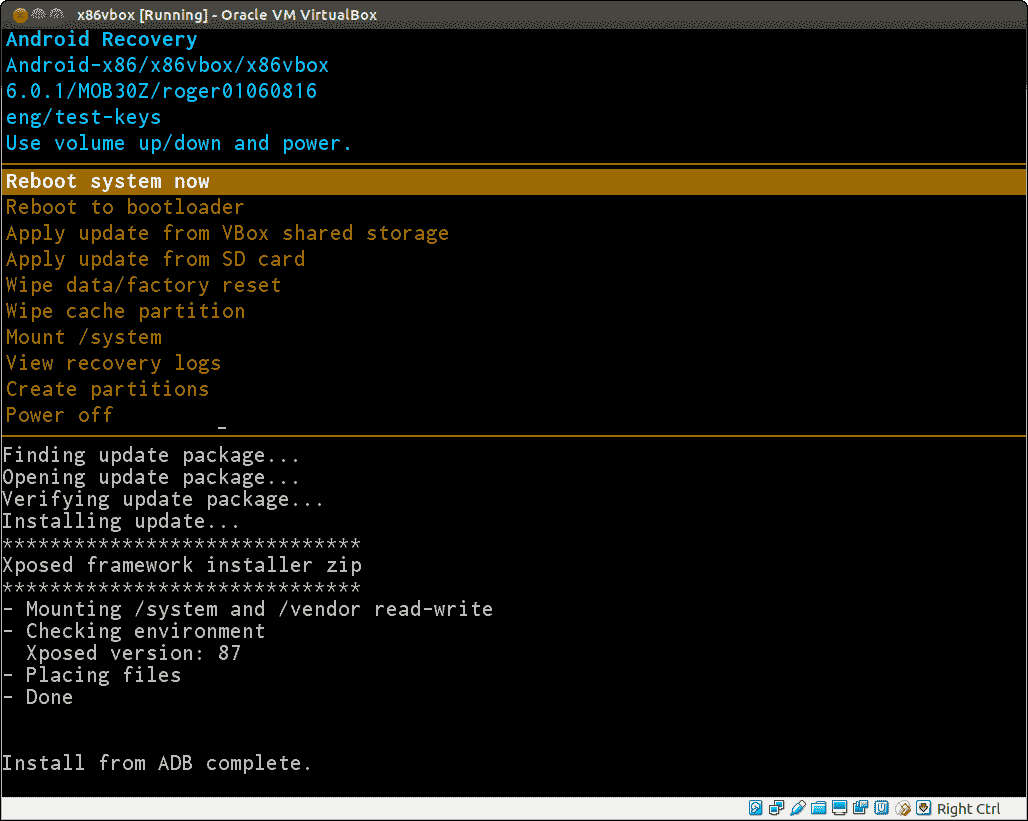 x86vbox [Running] - Oracle VM VirtualBox
Android Recovery
Android-x86/x86vbox/x86vbox
6.0.1/MOB30Z/roger01060816
eng/test-keys
Use volume up/down and power.
Reboot system now
Reboot to bootloader
Apply update from VBox shared storage
Apply update from SD card
Wipe data/factory reset
Wipe cache partition
Mount /system
View recovery logs
Create partitions
Power off
_
Finding update package...
Opening update package...
Verifying update package...
Installing update...
******************************
Xposed framework installer zip
******************************
- Mounting /system and /vendor read-write
- Checking environment
  Xposed version: 87
- Placing files
- Done
Install from ADB complete.
Right Ctrl